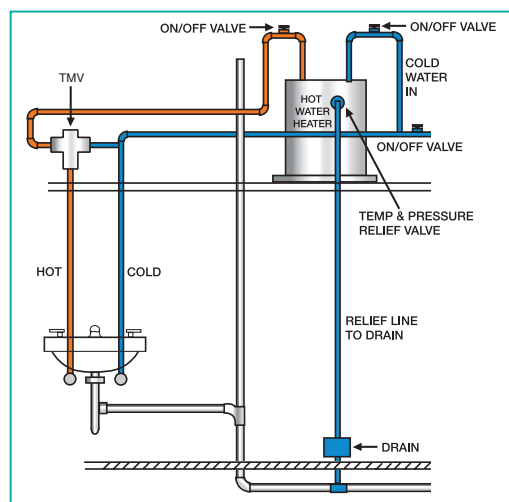 ON/OFF VALVE
ON/OFF VALVE
TMV
COLD
WATER
IN
HOT
WATER
HEATER
ON/OFF VALVE
TEMP & PRESSURE
RELIEF VALVE
HOT
COLD
RELIEF LINE
TO DRAIN
DRAIN